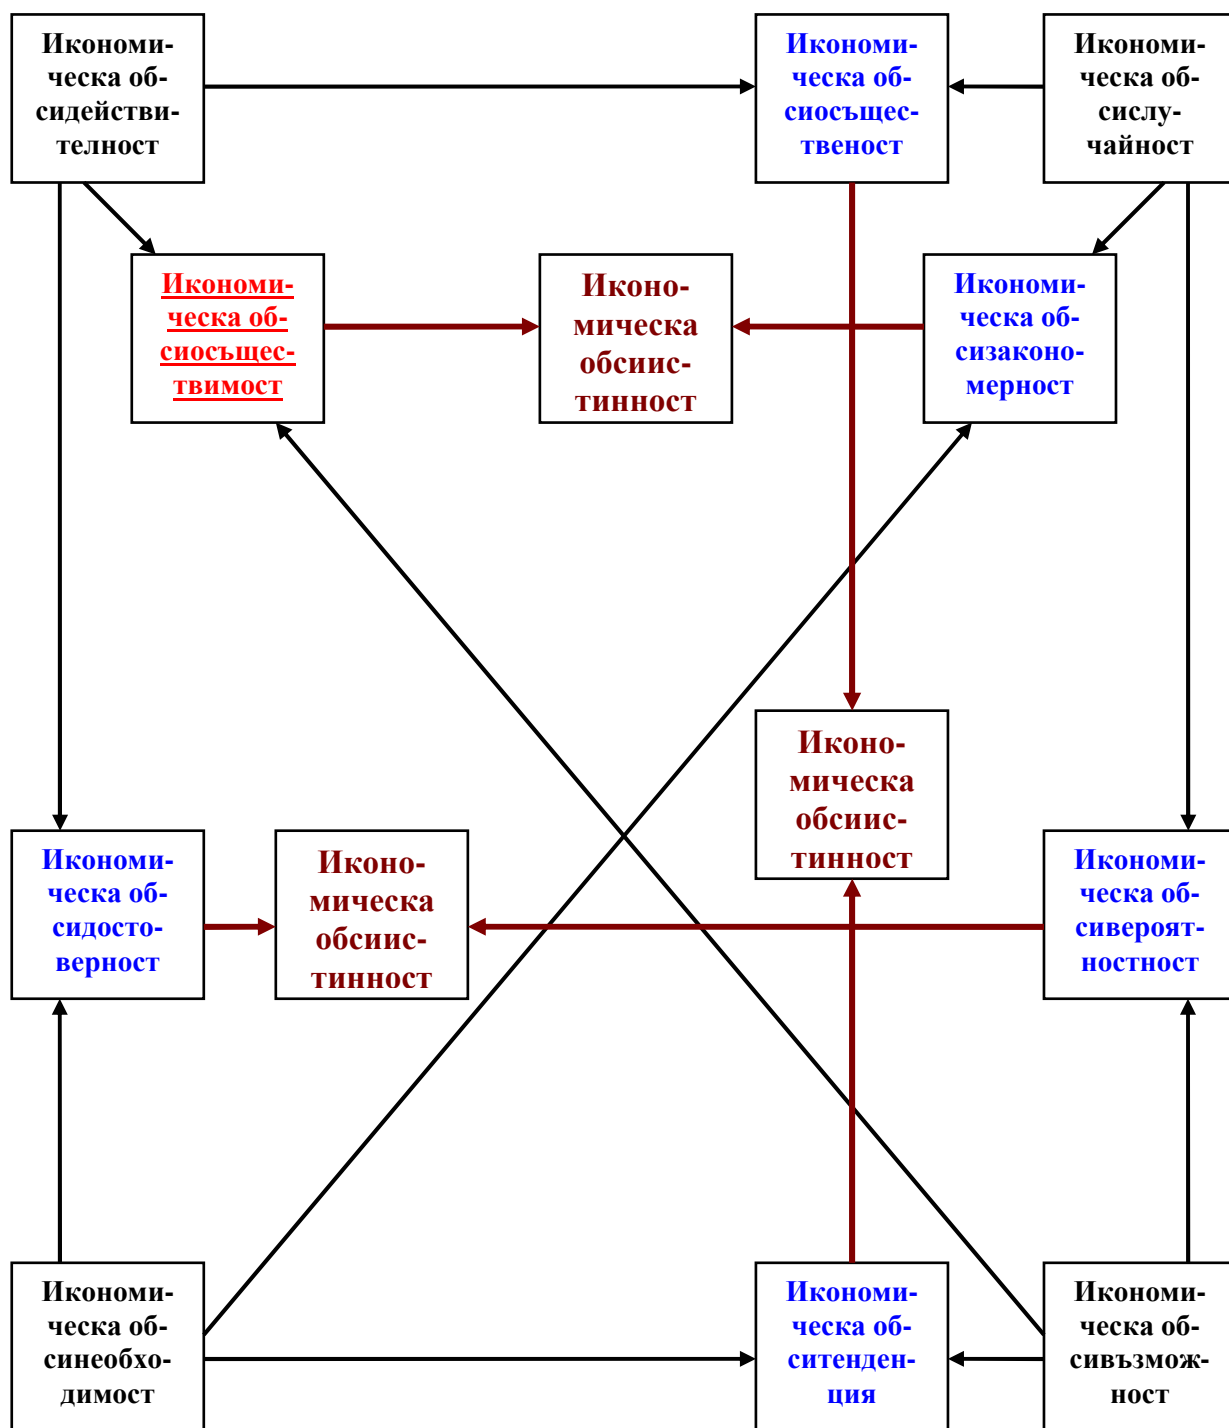 Икономи-
ческа об-
сидействи-
телност
Икономи-
ческа об-
сиосъщес-
твеност
Икономи-
ческа об-
сислу-
чайност
Икономи-
ческа об-
сиосъщес-
твимост
Иконо-
мическа
обсиис-
тинност
Икономи-
ческа об-
сизаконо-
мерност
Иконо-
мическа
обсиис-
тинност
Икономи-
ческа об-
сидосто-
верност
Иконо-
мическа
обсиис-
тинност
Икономи-
ческа об-
сивероят-
ностност
Икономи-
ческа об-
синеобхо-
димост
Икономи-
ческа об-
ситенден-
ция
Икономи-
ческа об-
сивъзмож-
ност